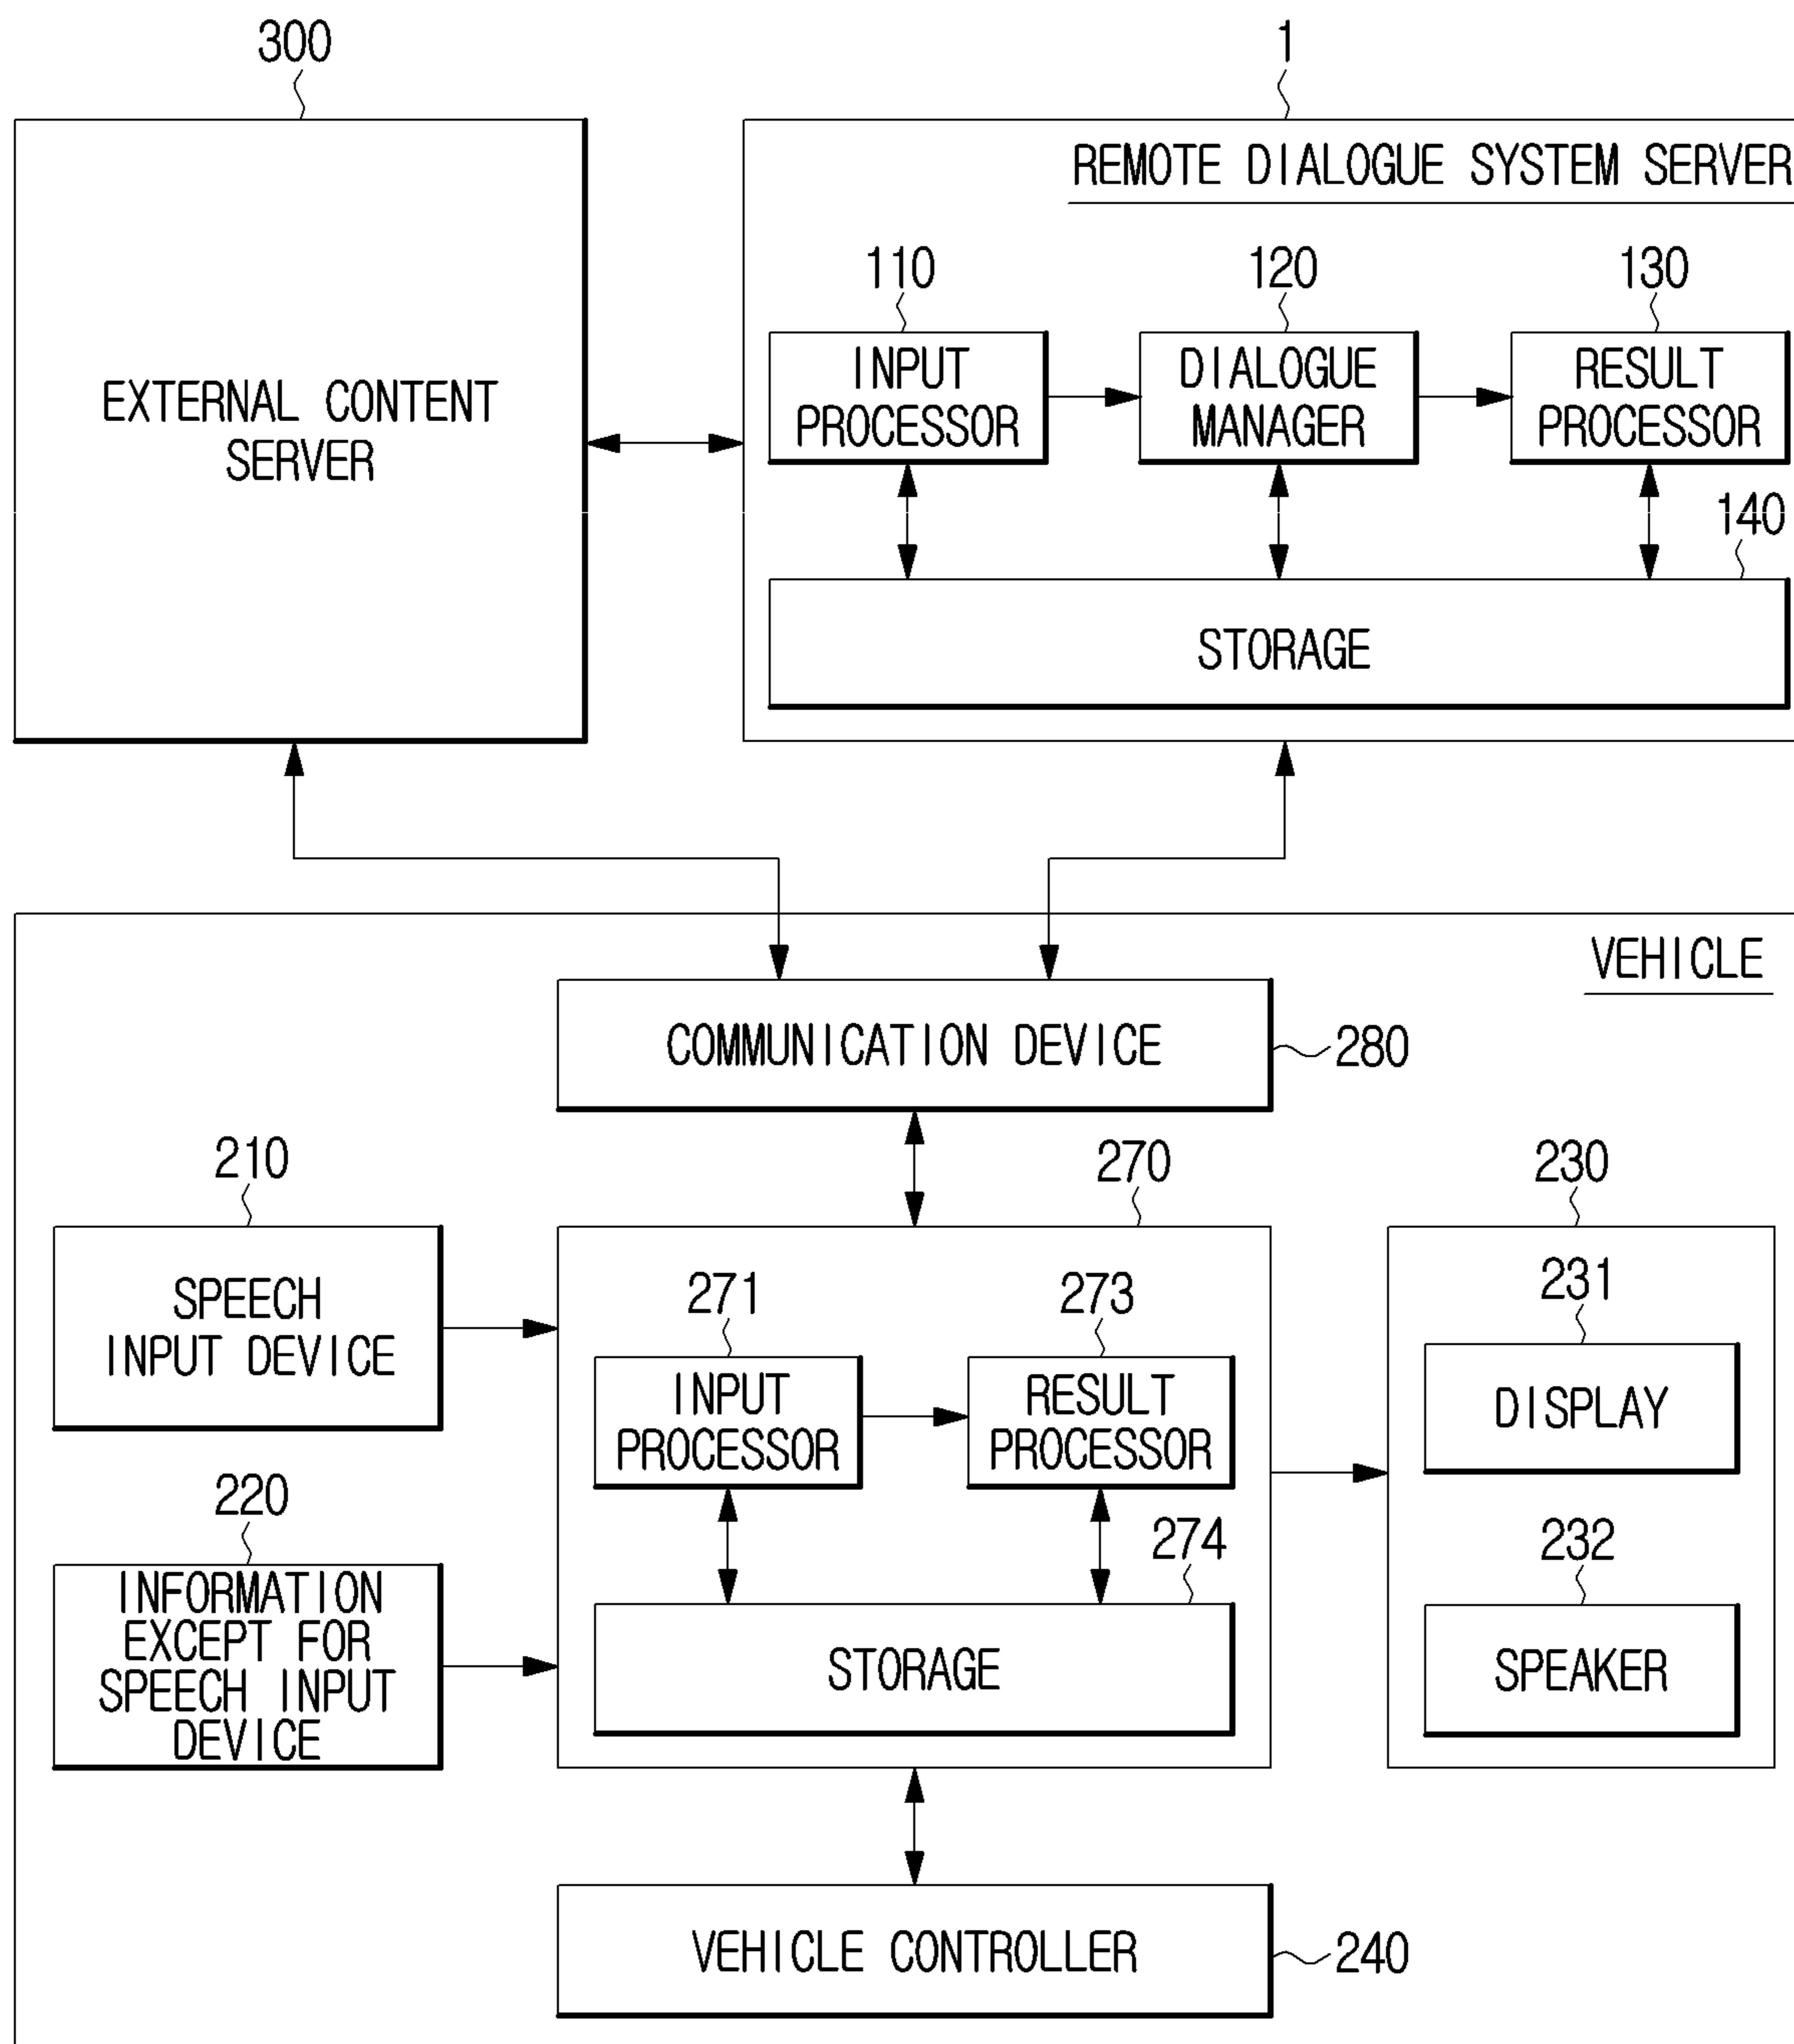 300
1
REMOTE DIALOGUE SYSTEM SERVER
110
120
130
EXTERNAL CONTENT
SERVER
INPUT
PROCESSOR
DIALOGUE
MANAGER
RESULT
PROCESSOR
140
STORAGE
VEHICLE
COMMUNICATION DEVICE
280
210
270
230
SPEECH
INPUT DEVICE
271
273
231
INPUT
PROCESSOR
RESULT
PROCESSOR
DISPLAY
220
274
232
INFORMATION
EXCEPT FOR
SPEECH INPUT
DEVICE
STORAGE
SPEAKER
VEHICLE CONTROLLER
240